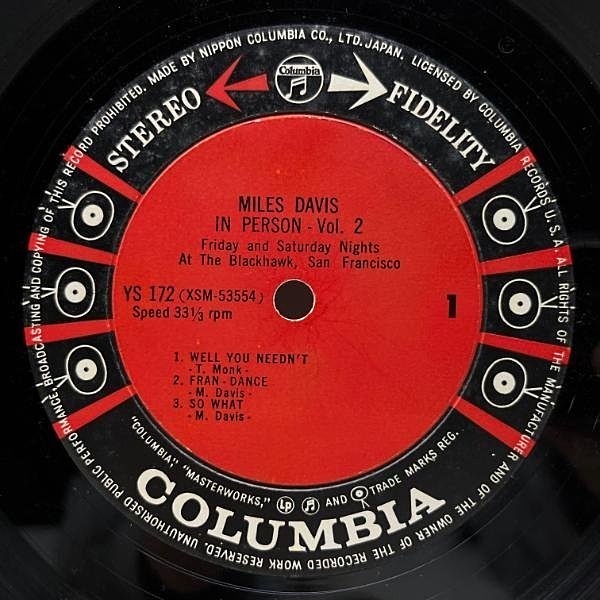 PERFORMANCE, BROADCASTING AND COPYING OF THIS RECORD PROHIBITED. MADE BY NIPPON COLUMBIA CO., LTD. JAPAN. LICENSED BY COLUMBIA RECORDS U.S.A. ALL RIGHTS OF THE MANUFACTURER AND OF THE OWNER OF THE RECORDED WORK RESERVED. UNAUTHORISED PUBLIC
STEREO
Columbia
FIDELITY
MILES DAVIS
IN PERSON - Vol. 2
Friday and Saturday Nights
At The Blackhawk, San Francisco
YS 172 (XSM-53554)
Speed 33⅓ rpm
1
1. WELL YOU NEEDN'T
- T. Monk -
2. FRAN - DANCE
- M. Davis -
3. SO WHAT
- M. Davis -
"COLUMBIA", "MASTERWORKS," Lp AND TRADE MARKS REG.
COLUMBIA